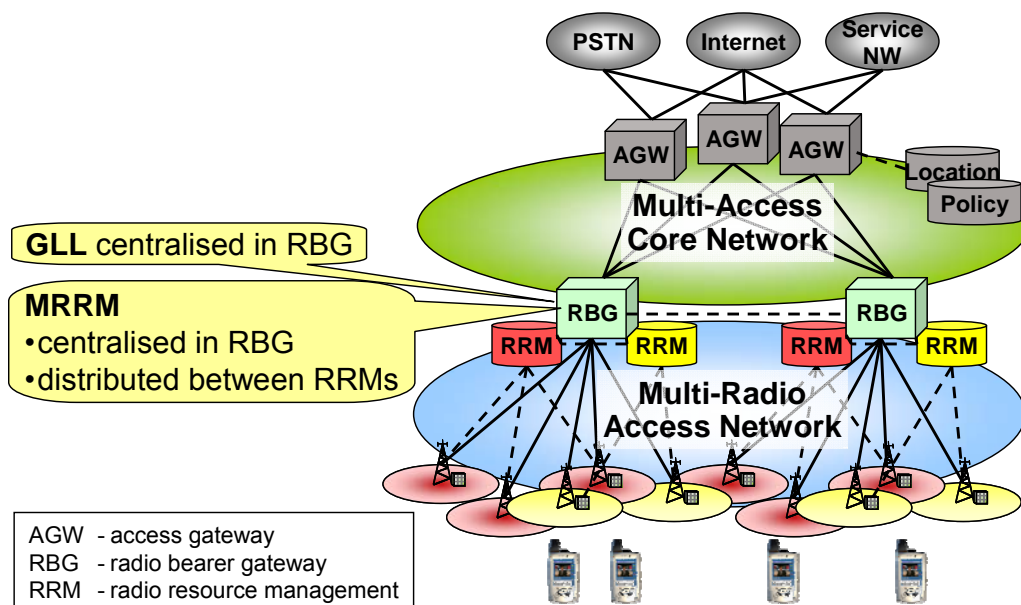 PSTN
Internet
Service
NW
AGW
AGW
AGW
Location
Policy
Multi-Access
Core Network
GLL centralised in RBG
MRRM
•centralised in RBG
•distributed between RRMs
RBG
RBG
RRM
RRM
RRM
RRM
Multi-Radio
Access Network
AGW - access gateway
RBG - radio bearer gateway
RRM - radio resource management